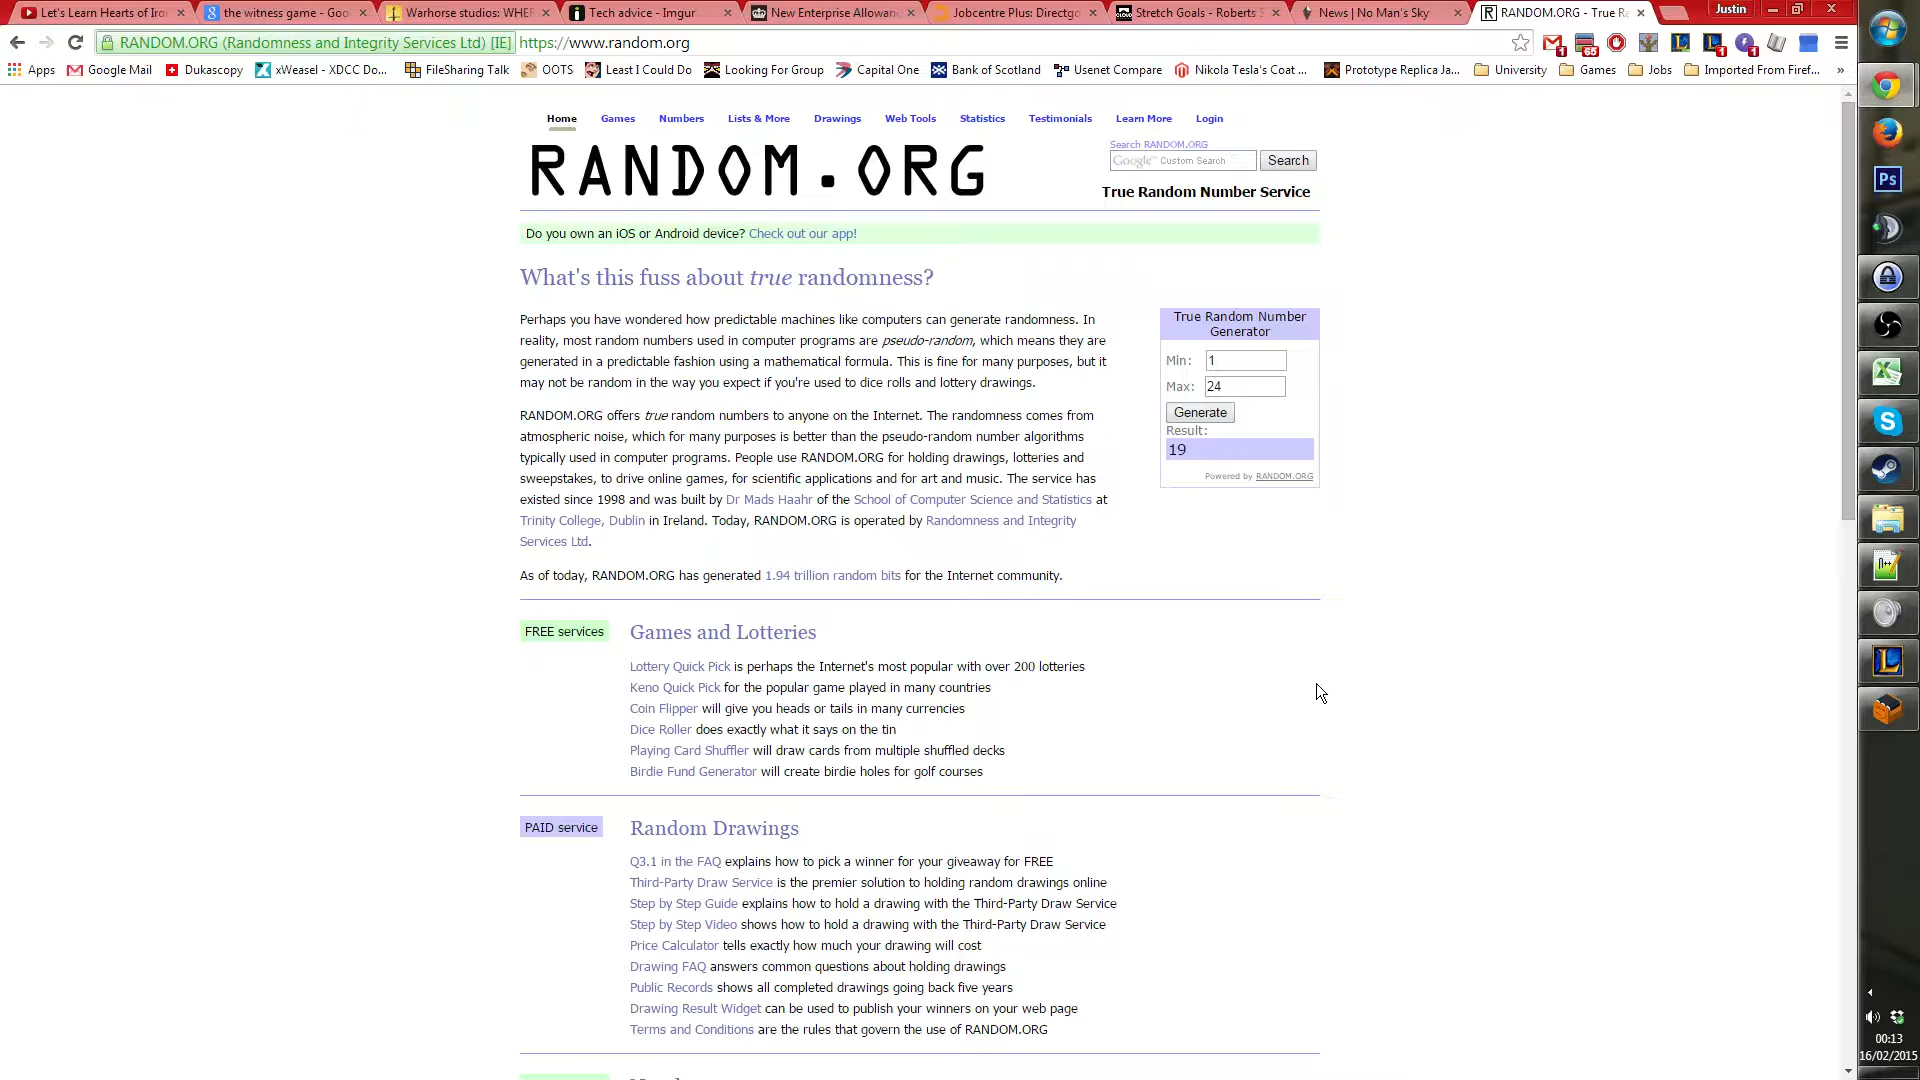 Let's Learn Hearts of Iro
the witness game - Goo
Warhorse studios: WHER
Tech advice - Imgur
New Enterprise Allowan
Jobcentre Plus: Directgo
Stretch Goals - Roberts S
News | No Man's Sky
RANDOM.ORG - True Ra
Justin
RANDOM.ORG (Randomness and Integrity Services Ltd) [IE] https://www.random.org
Apps Google Mail Dukascopy xWeasel - XDCC Do... FileSharing Talk OOTS Least I Could Do Looking For Group Capital One Bank of Scotland Usenet Compare Nikola Tesla's Coat ... Prototype Replica Ja... University Games Jobs Imported From Firef... »
Home Games Numbers Lists & More Drawings Web Tools Statistics Testimonials Learn More Login
RANDOM.ORG
Search RANDOM.ORG
Google™ Custom Search Search
True Random Number Service
Do you own an iOS or Android device? Check out our app!
What's this fuss about true randomness?
Perhaps you have wondered how predictable machines like computers can generate randomness. In
reality, most random numbers used in computer programs are pseudo-random, which means they are
generated in a predictable fashion using a mathematical formula. This is fine for many purposes, but it
may not be random in the way you expect if you're used to dice rolls and lottery drawings.
RANDOM.ORG offers true random numbers to anyone on the Internet. The randomness comes from
atmospheric noise, which for many purposes is better than the pseudo-random number algorithms
typically used in computer programs. People use RANDOM.ORG for holding drawings, lotteries and
sweepstakes, to drive online games, for scientific applications and for art and music. The service has
existed since 1998 and was built by Dr Mads Haahr of the School of Computer Science and Statistics at
Trinity College, Dublin in Ireland. Today, RANDOM.ORG is operated by Randomness and Integrity
Services Ltd.
As of today, RANDOM.ORG has generated 1.94 trillion random bits for the Internet community.
True Random Number
Generator
Min: 1
Max: 24
Generate
Result:
19
Powered by RANDOM.ORG
FREE services
Games and Lotteries
Lottery Quick Pick is perhaps the Internet's most popular with over 200 lotteries
Keno Quick Pick for the popular game played in many countries
Coin Flipper will give you heads or tails in many currencies
Dice Roller does exactly what it says on the tin
Playing Card Shuffler will draw cards from multiple shuffled decks
Birdie Fund Generator will create birdie holes for golf courses
PAID service
Random Drawings
Q3.1 in the FAQ explains how to pick a winner for your giveaway for FREE
Third-Party Draw Service is the premier solution to holding random drawings online
Step by Step Guide explains how to hold a drawing with the Third-Party Draw Service
Step by Step Video shows how to hold a drawing with the Third-Party Draw Service
Price Calculator tells exactly how much your drawing will cost
Drawing FAQ answers common questions about holding drawings
Public Records shows all completed drawings going back five years
Drawing Result Widget can be used to publish your winners on your web page
Terms and Conditions are the rules that govern the use of RANDOM.ORG
00:13
16/02/2015